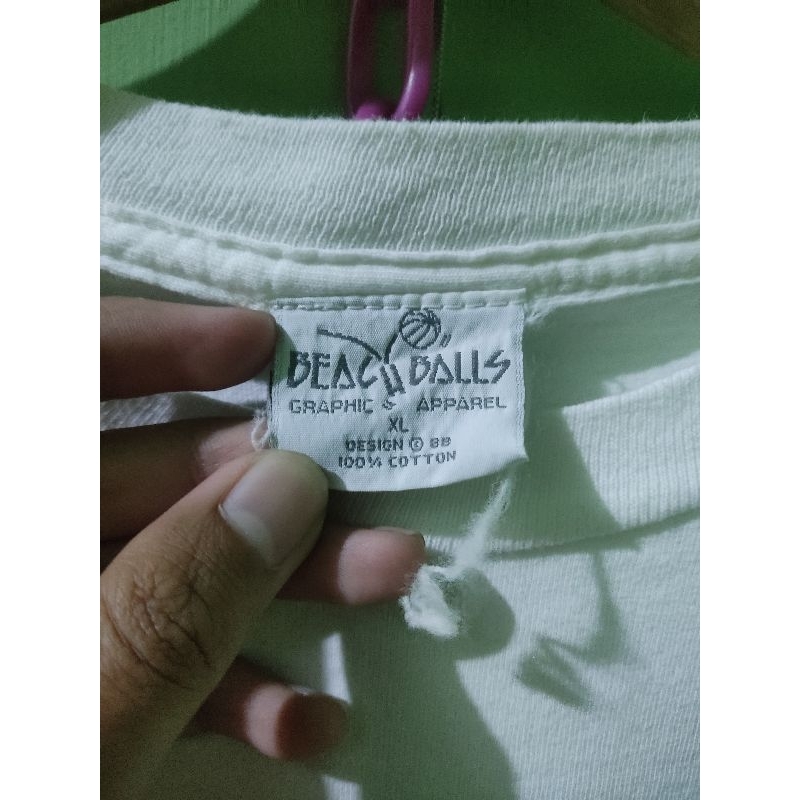 BEACH BALLS
GRAPHIC & APPAREL
XL
DESIGN © BB
100% COTTON